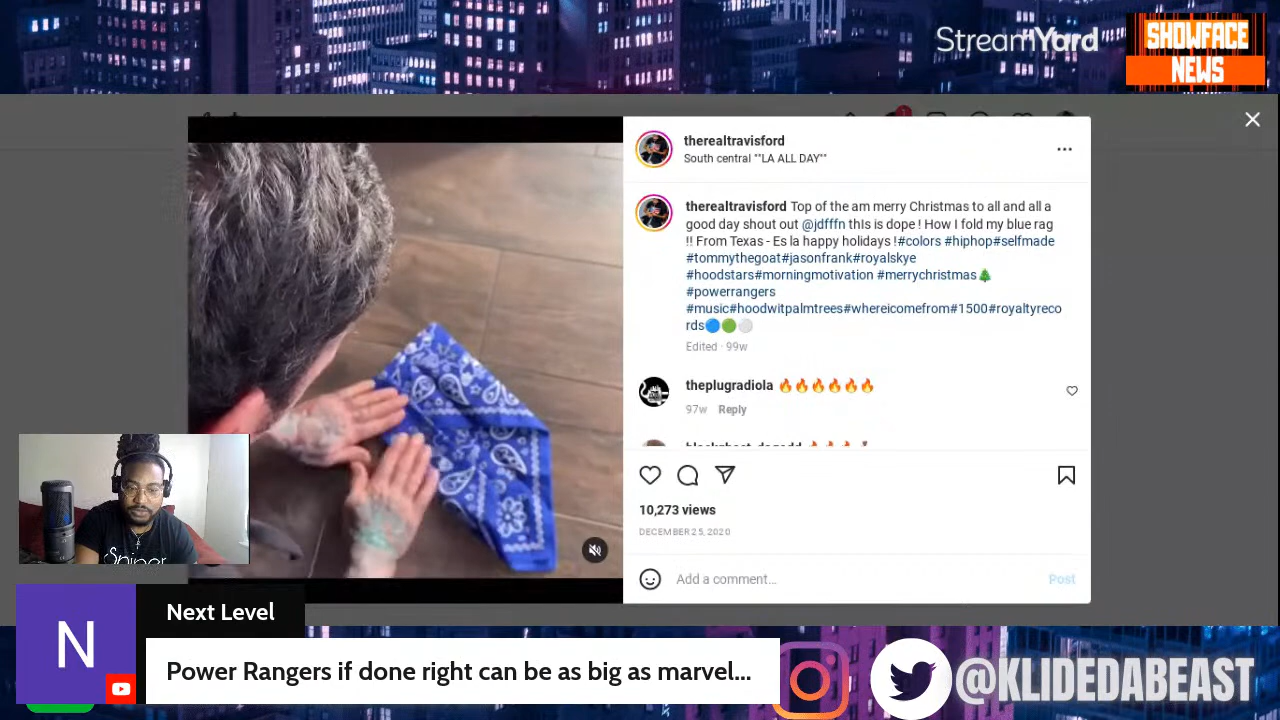 StreamYard
SHOWFACE
NEWS
therealtravisford
South central ""LA ALL DAY""
therealtravisford Top of the am merry Christmas to all and all a
good day shout out @jdfffn thIs is dope ! How I fold my blue rag
!! From Texas - Es la happy holidays !#colors #hiphop#selfmade
#tommythegoat#jasonfrank#royalskye
#hoodstars#morningmotivation #merrychristmas🎄
#powerrangers
#music#hoodwitpalmtrees#whereicomefrom#1500#royaltyreco
rds🔵🟢⚪
Edited · 99w
theplugradiola 🔥🔥🔥🔥🔥🔥
97w Reply
10,273 views
DECEMBER 25, 2020
Add a comment...
Post
Sniper
N
Next Level
Power Rangers if done right can be as big as marvel...
@KLIDEDABEAST